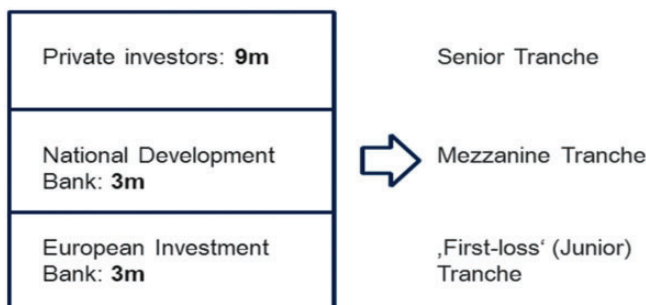 Private investors: 9m
Senior Tranche
National Development
Bank: 3m
Mezzanine Tranche
European Investment
Bank: 3m
‚First-loss‘ (Junior)
Tranche